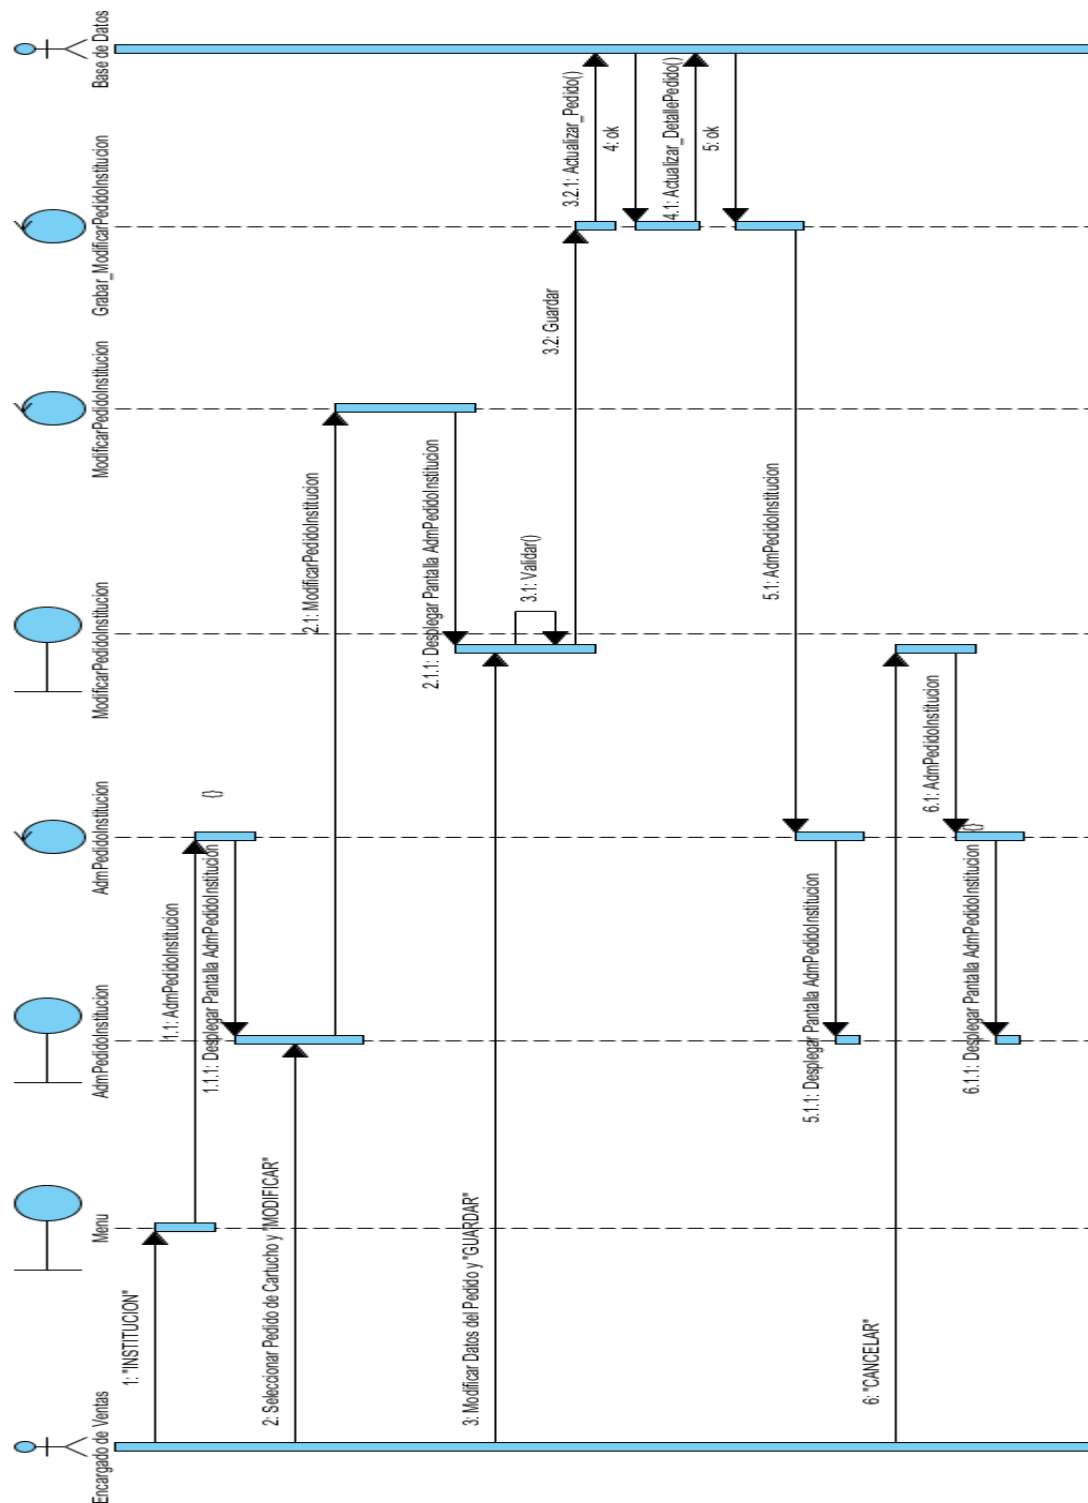 Encargado de Ventas
Menu
AdmPedidoInstitucion
AdmPedidoInstitucion
ModificarPedidoInstitucion
ModificarPedidoInstitucion
Grabar_ModificarPedidoInstitucion
Base de Datos
1: "INSTITUCION"
1.1: AdmPedidoInstitucion
{}
1.1.1: Desplegar Pantalla AdmPedidoInstitucion
2: Seleccionar Pedido de Cartucho y "MODIFICAR"
2.1: ModificarPedidoInstitucion
2.1.1: Desplegar Pantalla AdmPedidoInstitucion
3: Modificar Datos del Pedido y "GUARDAR"
3.1: Validar()
3.2: Guardar
3.2.1: Actualizar_Pedido()
4: ok
4.1: Actualizar_DetallePedido()
5: ok
5.1: AdmPedidoInstitucion
5.1.1: Desplegar Pantalla AdmPedidoInstitucion
6: "CANCELAR"
6.1: AdmPedidoInstitucion
{}
6.1.1: Desplegar Pantalla AdmPedidoInstitucion